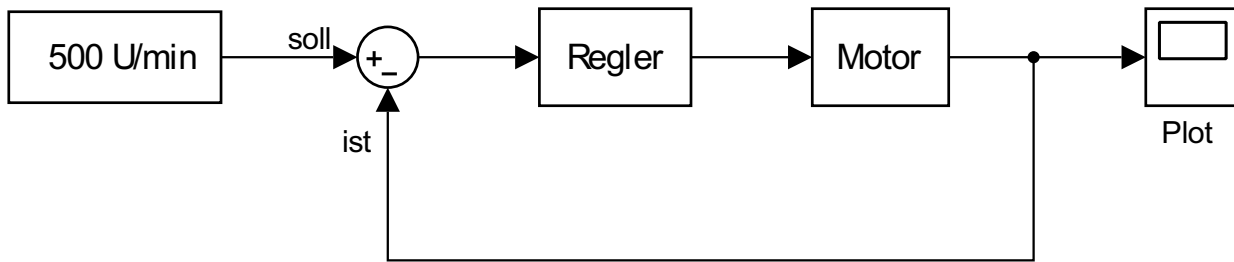 500 U/min
soll
+
−
Regler
Motor
ist
Plot